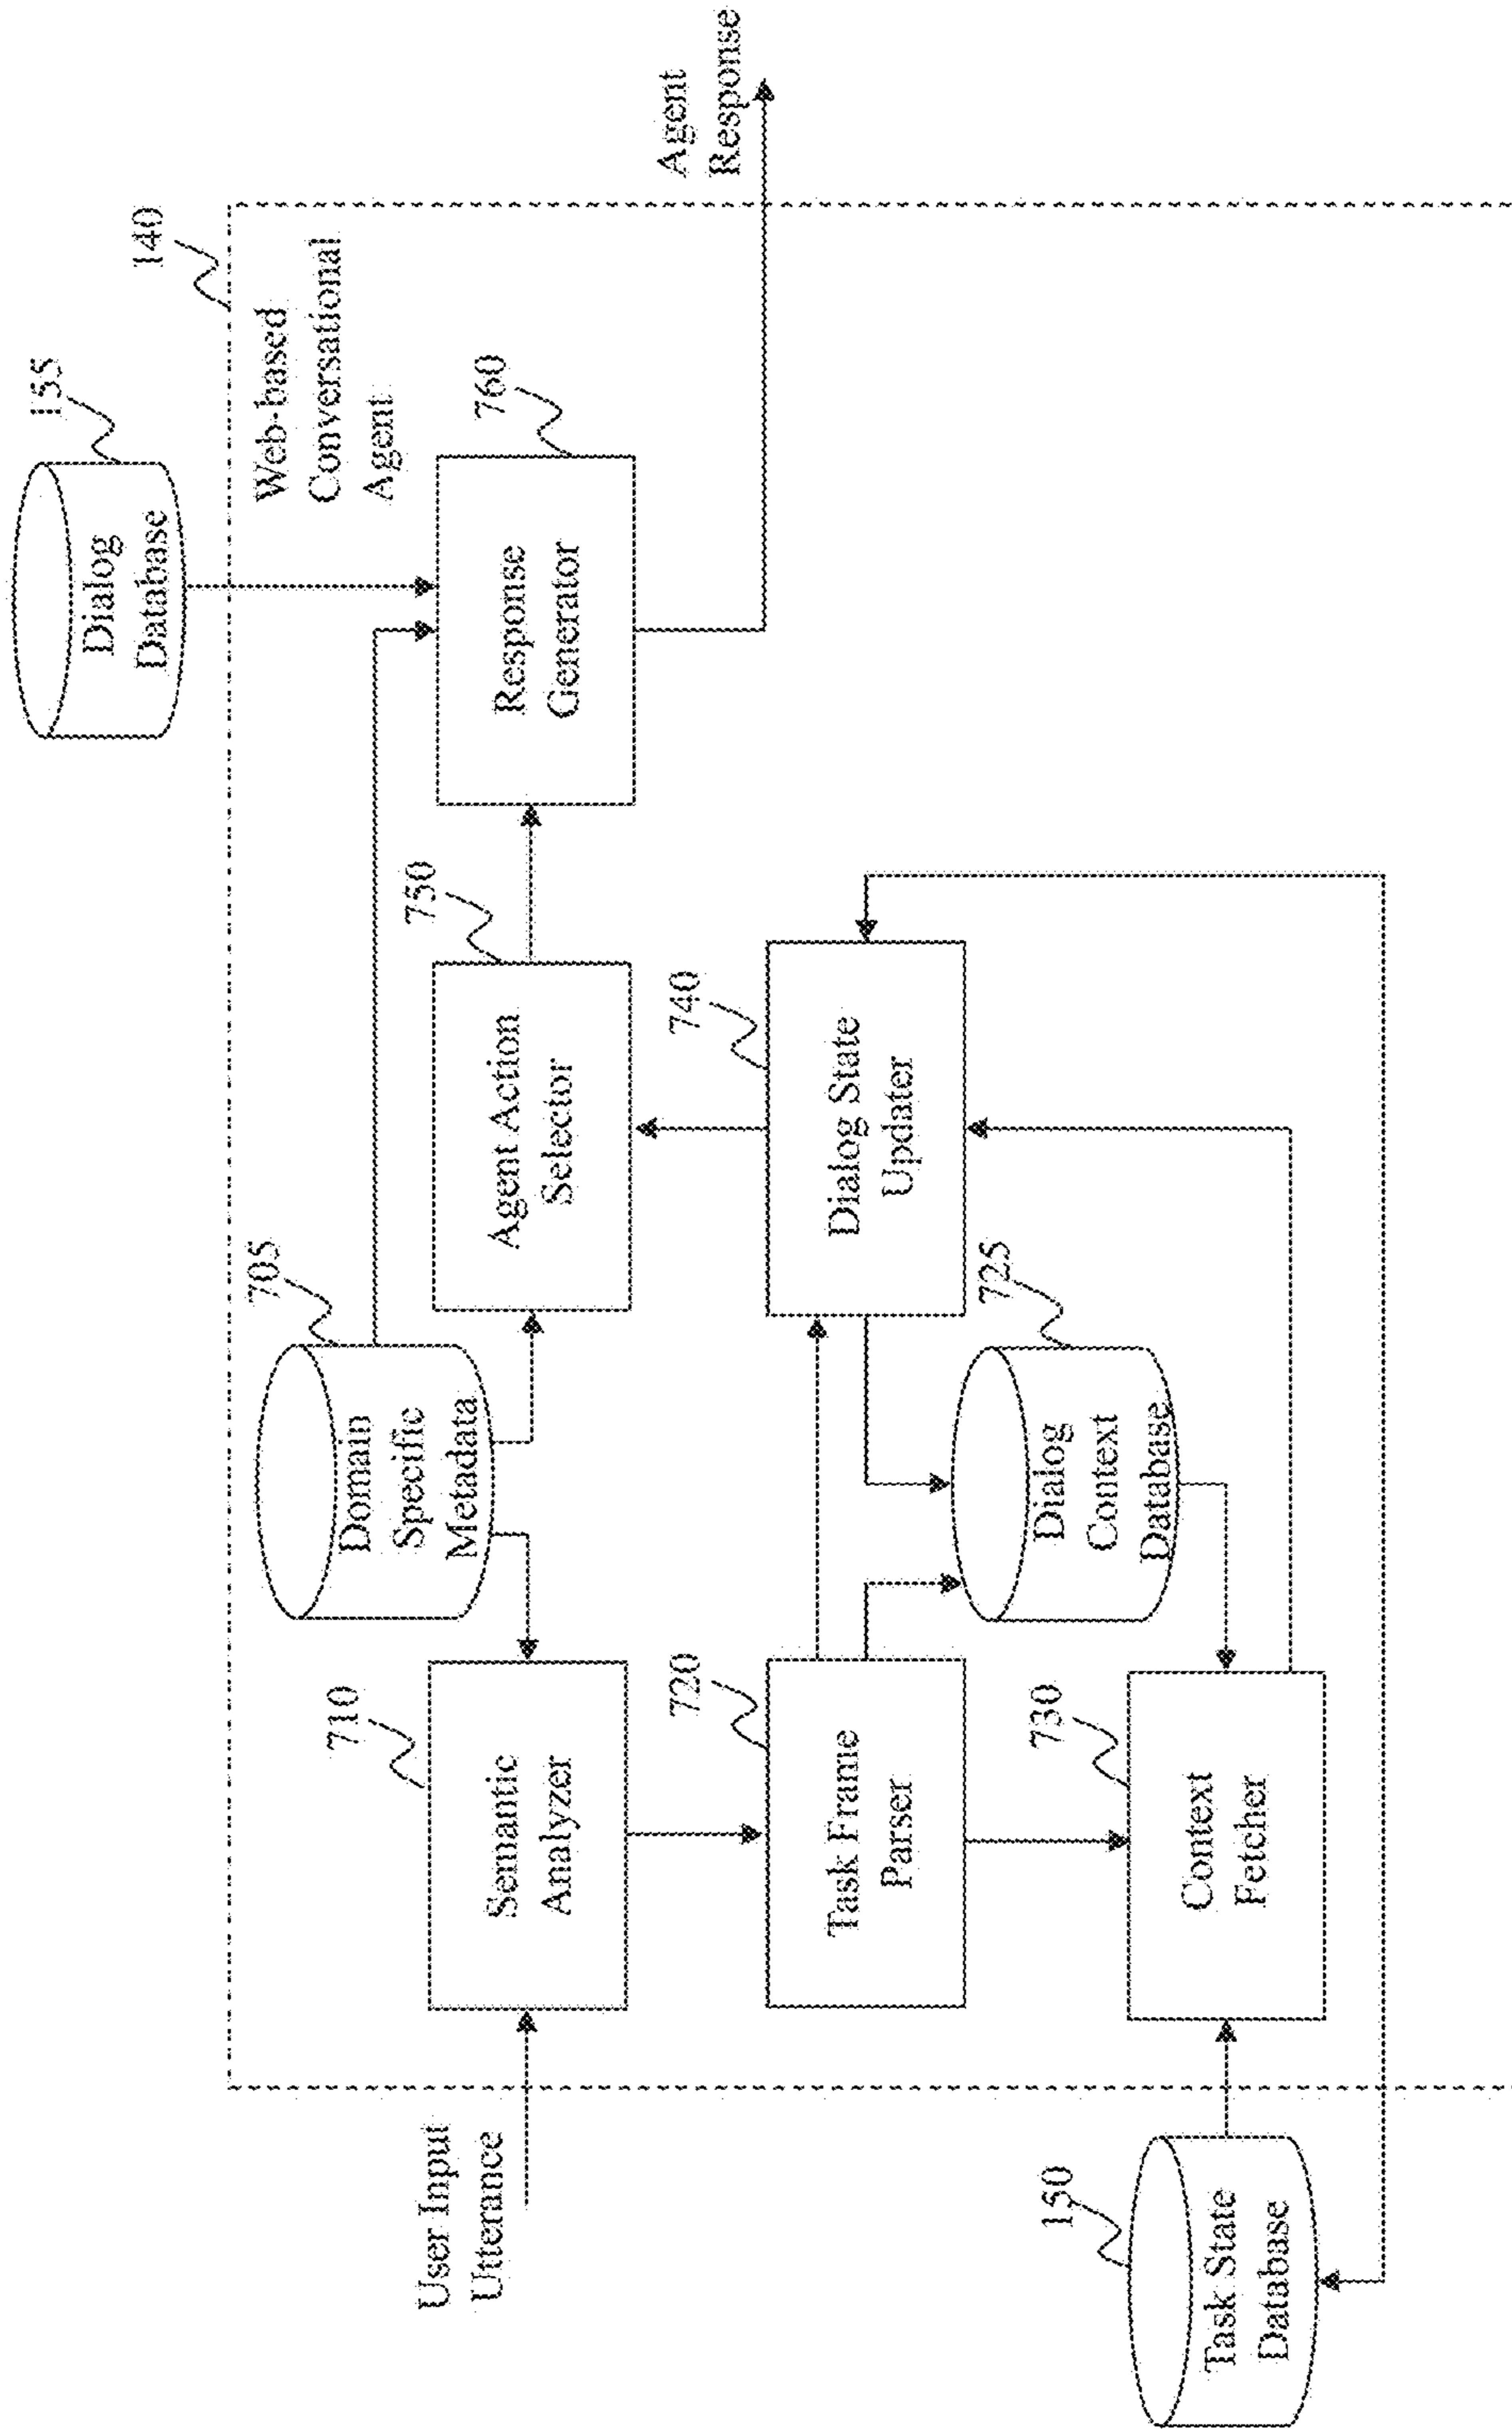 155
Dialog
Database
140
Web-based
Conversational
Agent
705
Domain
Specific
Metadata
User Input
Utterance
710
Semantic
Analyzer
750
Agent Action
Selector
760
Response
Generator
Agent
Response
720
Task Frame
Parser
740
Dialog State
Updater
725
Dialog
Context
Database
150
Task State
Database
730
Context
Fetcher